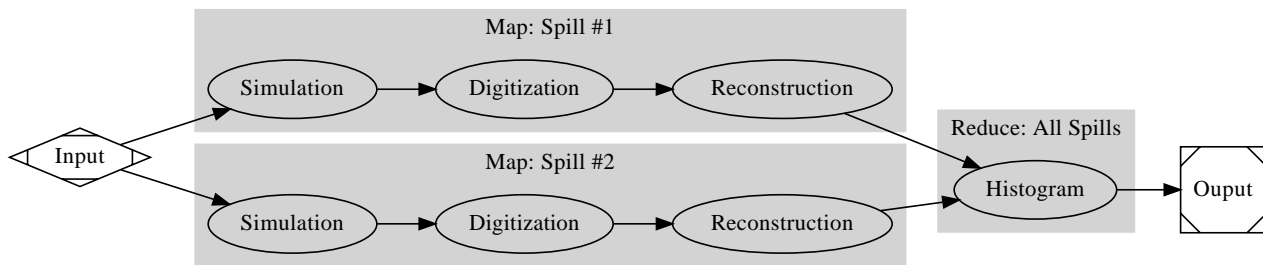 Map: Spill #1
Simulation
Digitization
Reconstruction
Input
Map: Spill #2
Simulation
Digitization
Reconstruction
Reduce: All Spills
Histogram
Ouput